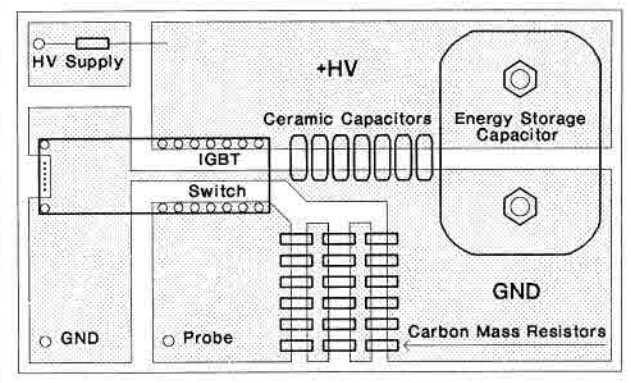 HV Supply
+HV
Ceramic Capacitors
Energy Storage
Capacitor
IGBT
Switch
GND
GND
Probe
Carbon Mass Resistors